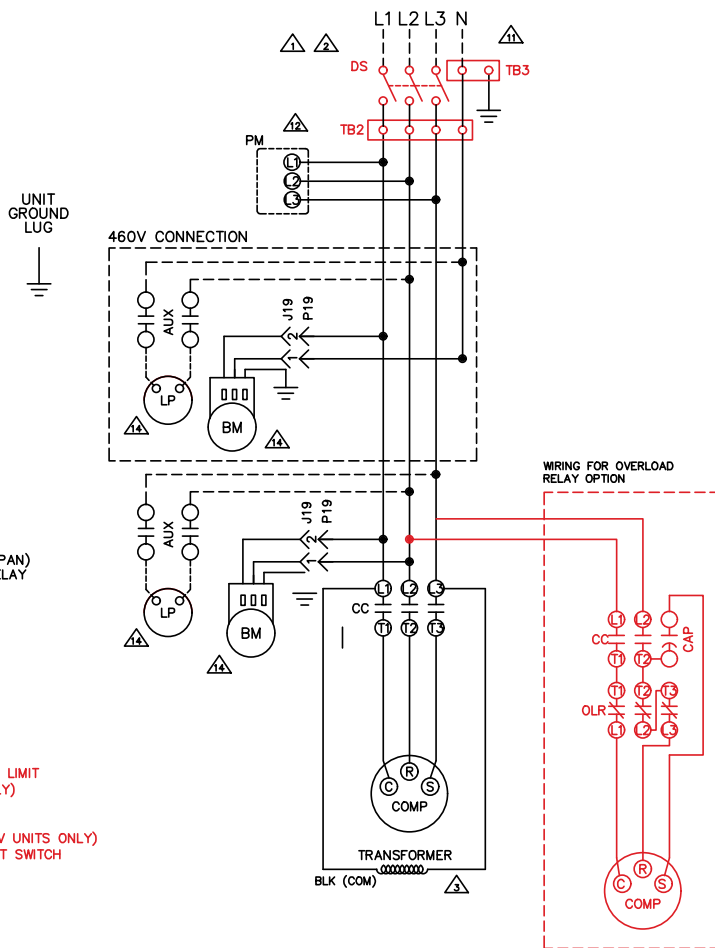 L1 L2 L3 N
1 2 11
DS TB3
12 TB2
PM
L1
L2
L3
UNIT
GROUND
LUG
460V CONNECTION
AUX
J19 P19
2
1
LP
BM
14 14
WIRING FOR OVERLOAD
RELAY OPTION
AUX
J19 P19
2
1
PAN)
ELAY
LP
BM
14 14
L1 L2 L3
CC
T1 T2 T3
L1 L2
CC CAP
T1 T2
T1 T2 T3
OLR
L1 L2 L3
LIMIT
LY)
V UNITS ONLY)
T SWITCH
C R S
COMP
TRANSFORMER
BLK (COM)
3
C R S
COMP